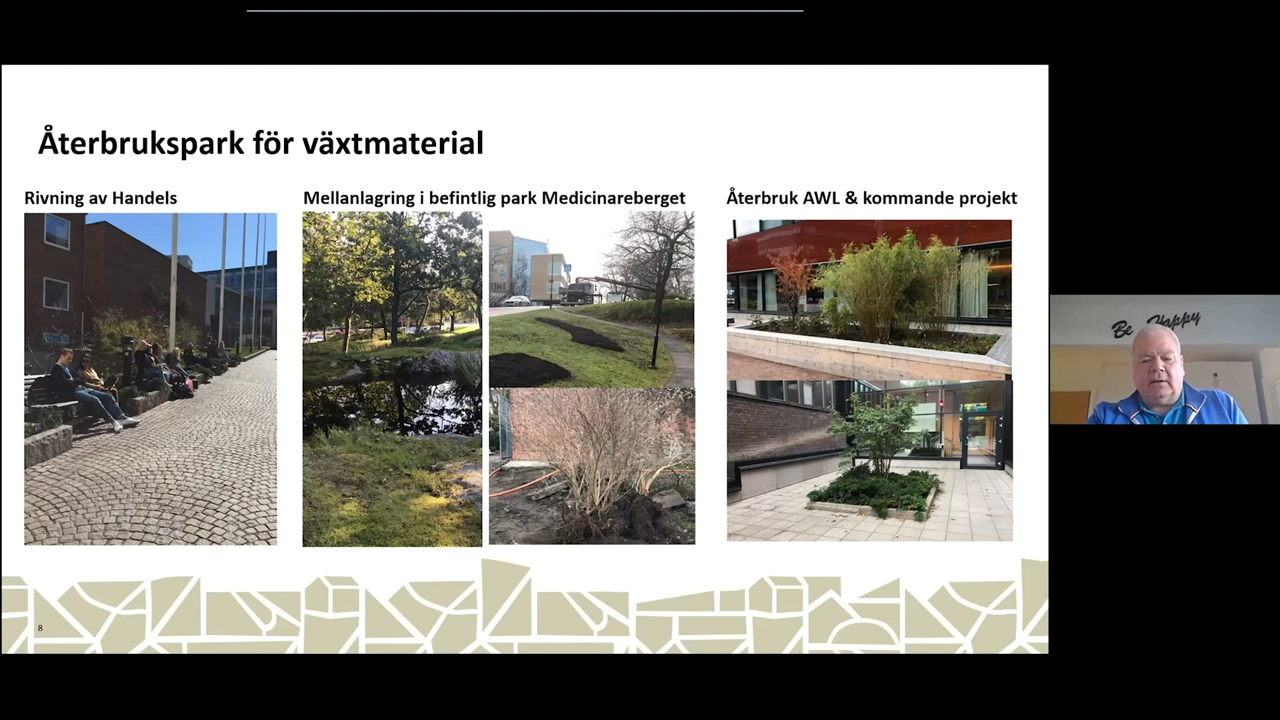 Återbrukspark för växtmaterial
Rivning av Handels
Mellanlagring i befintlig park Medicinareberget
Återbruk AWL & kommande projekt
Be Happy
8